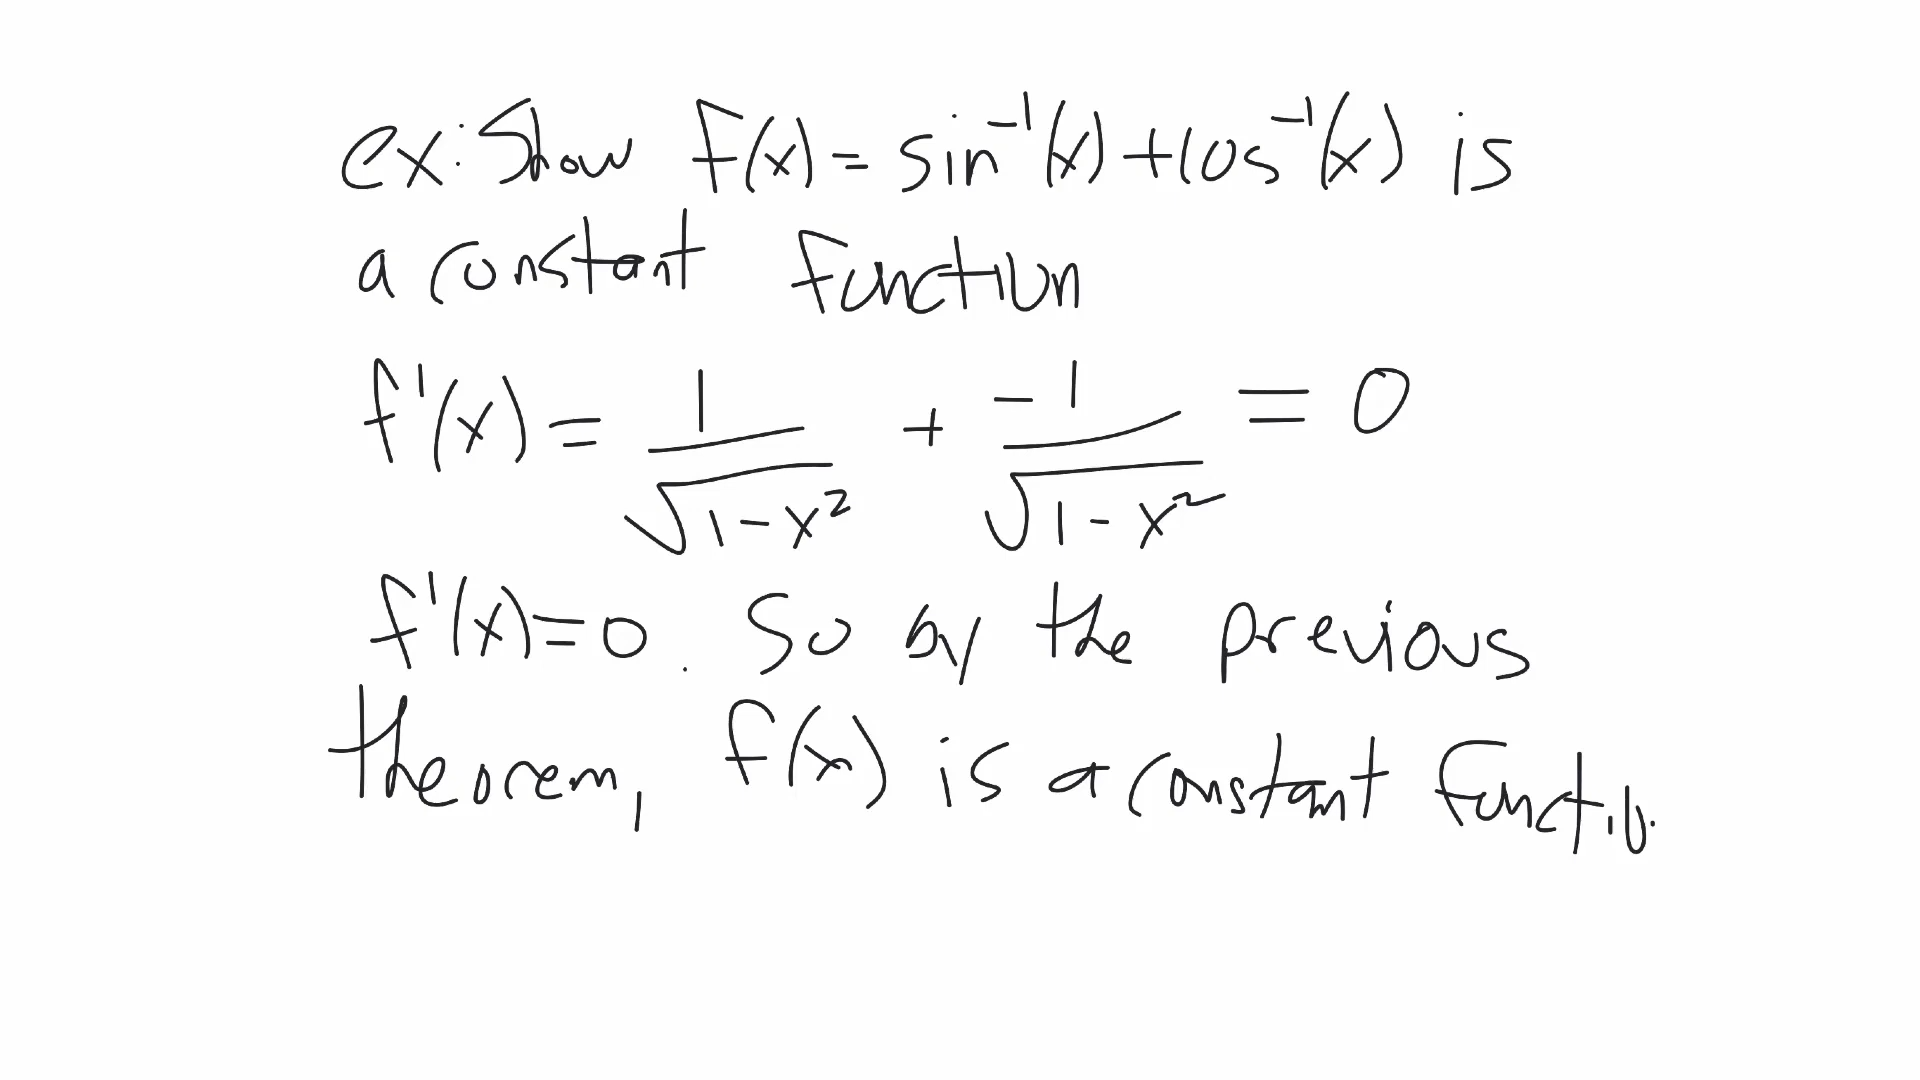 ex: Show f(x) = sin⁻¹(x) + cos⁻¹(x) is
a constant function
f'(x) = 1/√(1-x²) + -1/√(1-x²) = 0
f'(x)=0. So by the previous
theorem, f(x) is a constant functio.